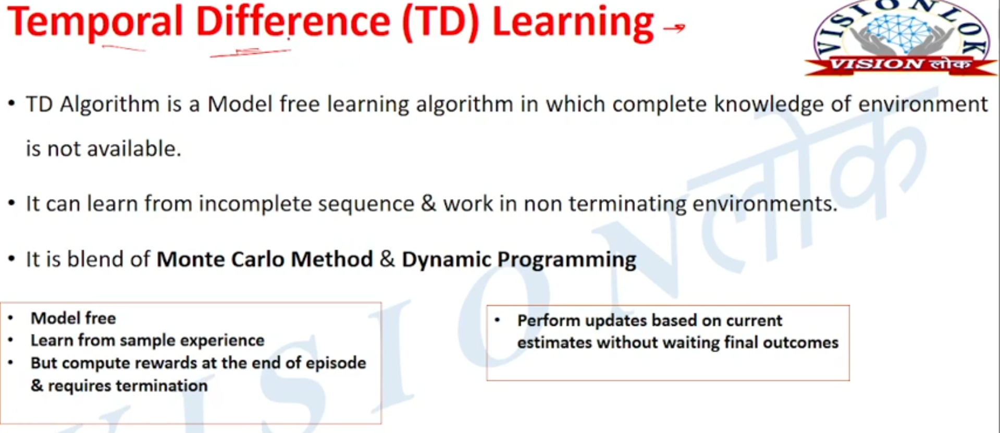 Temporal Difference (TD) Learning
VISIONLOK
VISION लोक
• TD Algorithm is a Model free learning algorithm in which complete knowledge of environment
is not available.
• It can learn from incomplete sequence & work in non terminating environments.
• It is blend of Monte Carlo Method & Dynamic Programming
• Model free
• Learn from sample experience
• But compute rewards at the end of episode
& requires termination
• Perform updates based on current
estimates without waiting final outcomes
VISIONलोक